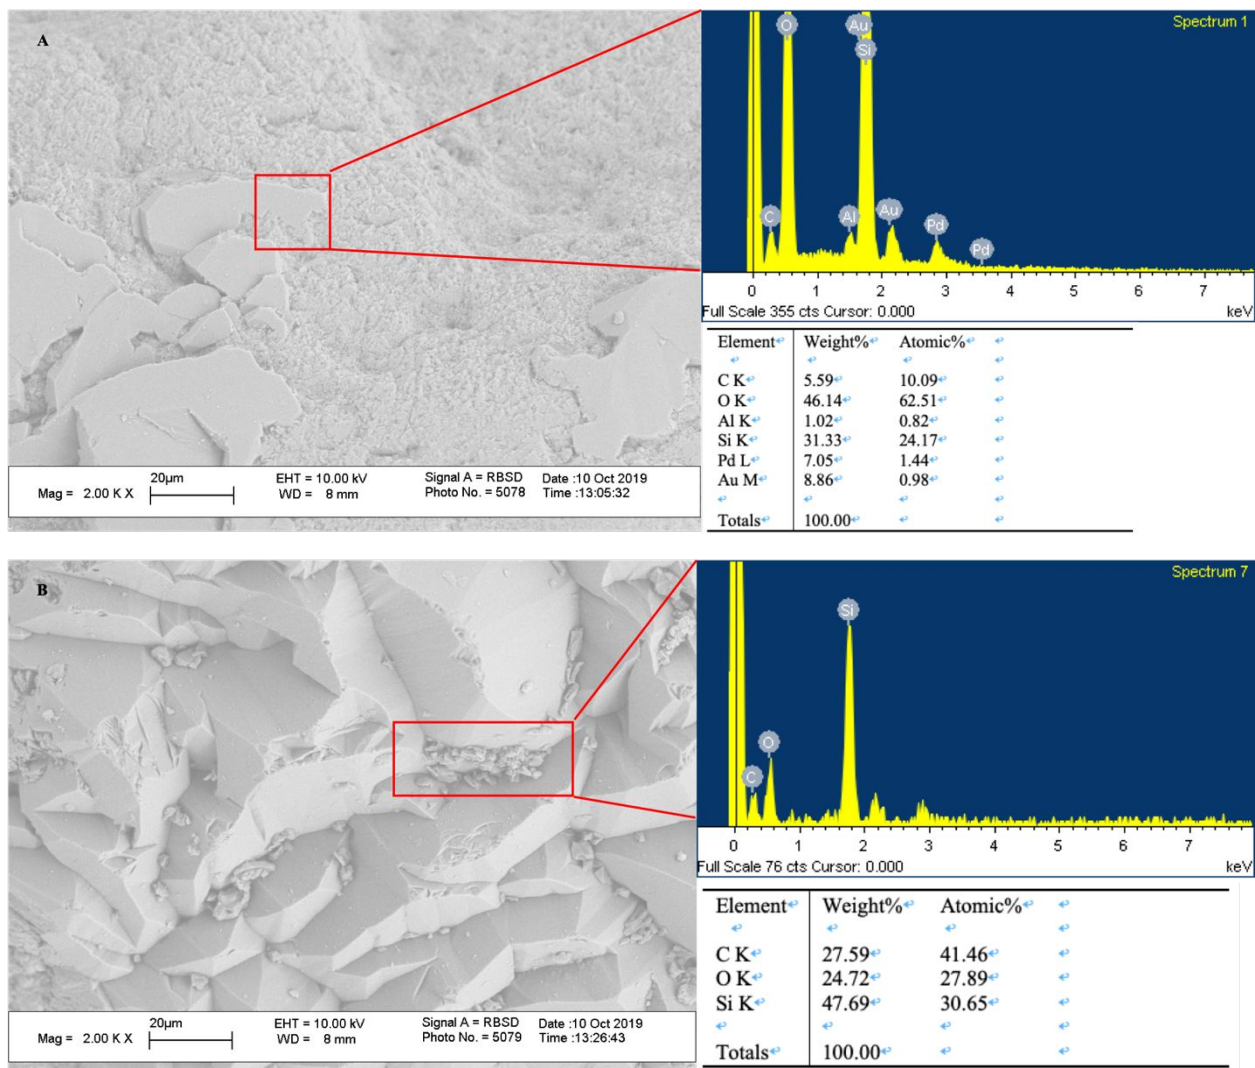 A
Spectrum 1
O
Au
Si
C
Al
Au
Pd
Pd
0 1 2 3 4 5 6 7
Full Scale 355 cts Cursor: 0.000 keV
Element Weight% Atomic%
C K 5.59 10.09
O K 46.14 62.51
Al K 1.02 0.82
Si K 31.33 24.17
Pd L 7.05 1.44
Au M 8.86 0.98
Totals 100.00
Mag = 2.00 K X
20µm
EHT = 10.00 kV
WD = 8 mm
Signal A = RBSD
Photo No. = 5078
Date :10 Oct 2019
Time :13:05:32
B
Spectrum 7
Si
O
C
0 1 2 3 4 5 6 7
Full Scale 76 cts Cursor: 0.000 keV
Element Weight% Atomic%
C K 27.59 41.46
O K 24.72 27.89
Si K 47.69 30.65
Totals 100.00
Mag = 2.00 K X
20µm
EHT = 10.00 kV
WD = 8 mm
Signal A = RBSD
Photo No. = 5079
Date :10 Oct 2019
Time :13:26:43